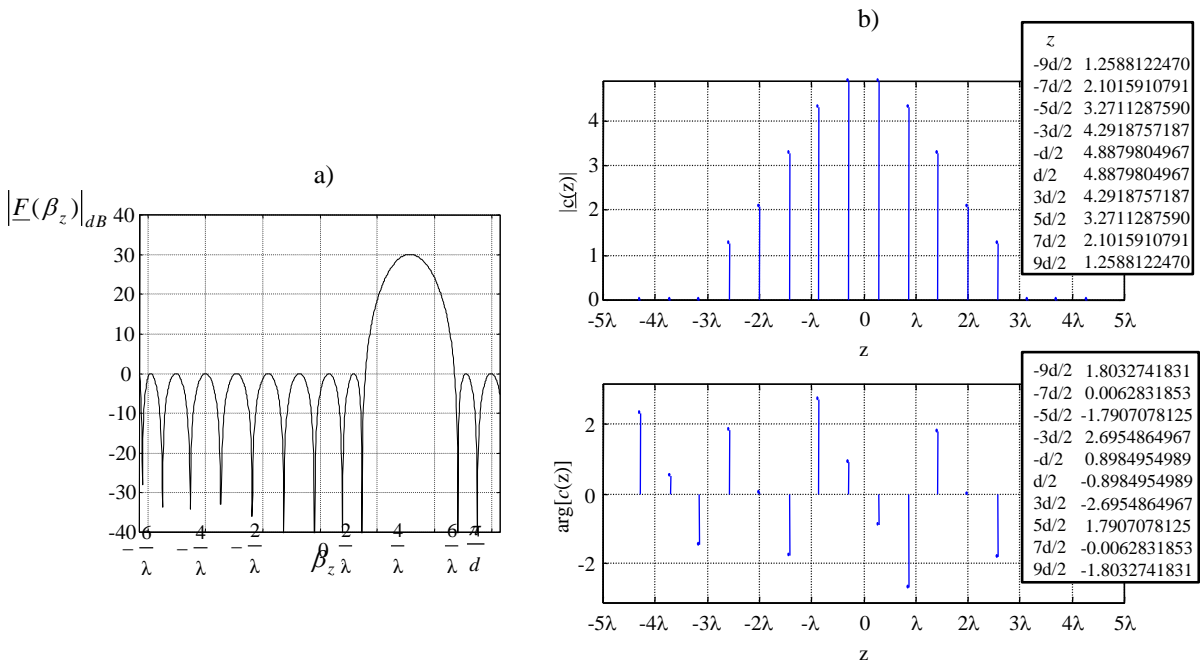 a)
|F(β_z)|_dB
40
30
20
10
0
-10
-20
-30
-40
-6/λ -4/λ -2/λ 0 2/λ 4/λ 6/λ π/d
β_z
b)
|c(z)|
4
3
2
1
0
-5λ -4λ -3λ -2λ -λ 0 λ 2λ 3λ 4λ 5λ
z
z
-9d/2 1.2588122470
-7d/2 2.1015910791
-5d/2 3.2711287590
-3d/2 4.2918757187
-d/2 4.8879804967
d/2 4.8879804967
3d/2 4.2918757187
5d/2 3.2711287590
7d/2 2.1015910791
9d/2 1.2588122470
arg[c(z)]
2
0
-2
-5λ -4λ -3λ -2λ -λ 0 λ 2λ 3λ 4λ 5λ
z
-9d/2 1.8032741831
-7d/2 0.0062831853
-5d/2 -1.7907078125
-3d/2 2.6954864967
-d/2 0.8984954989
d/2 -0.8984954989
3d/2 -2.6954864967
5d/2 1.7907078125
7d/2 -0.0062831853
9d/2 -1.8032741831